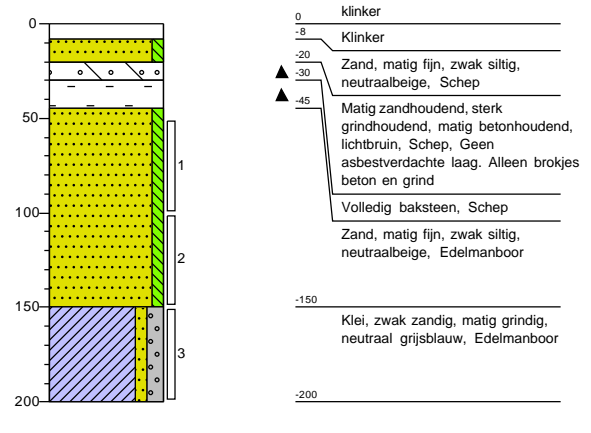 0
50
100
150
200
1
2
3
0
klinker
-8
Klinker
-20
Zand, matig fijn, zwak siltig,
neutraalbeige, Schep
-30
Matig zandhoudend, sterk
grindhoudend, matig betonhoudend,
lichtbruin, Schep, Geen
asbestverdachte laag. Alleen brokjes
beton en grind
-45
Volledig baksteen, Schep
Zand, matig fijn, zwak siltig,
neutraalbeige, Edelmanboor
-150
Klei, zwak zandig, matig grindig,
neutraal grijsblauw, Edelmanboor
-200